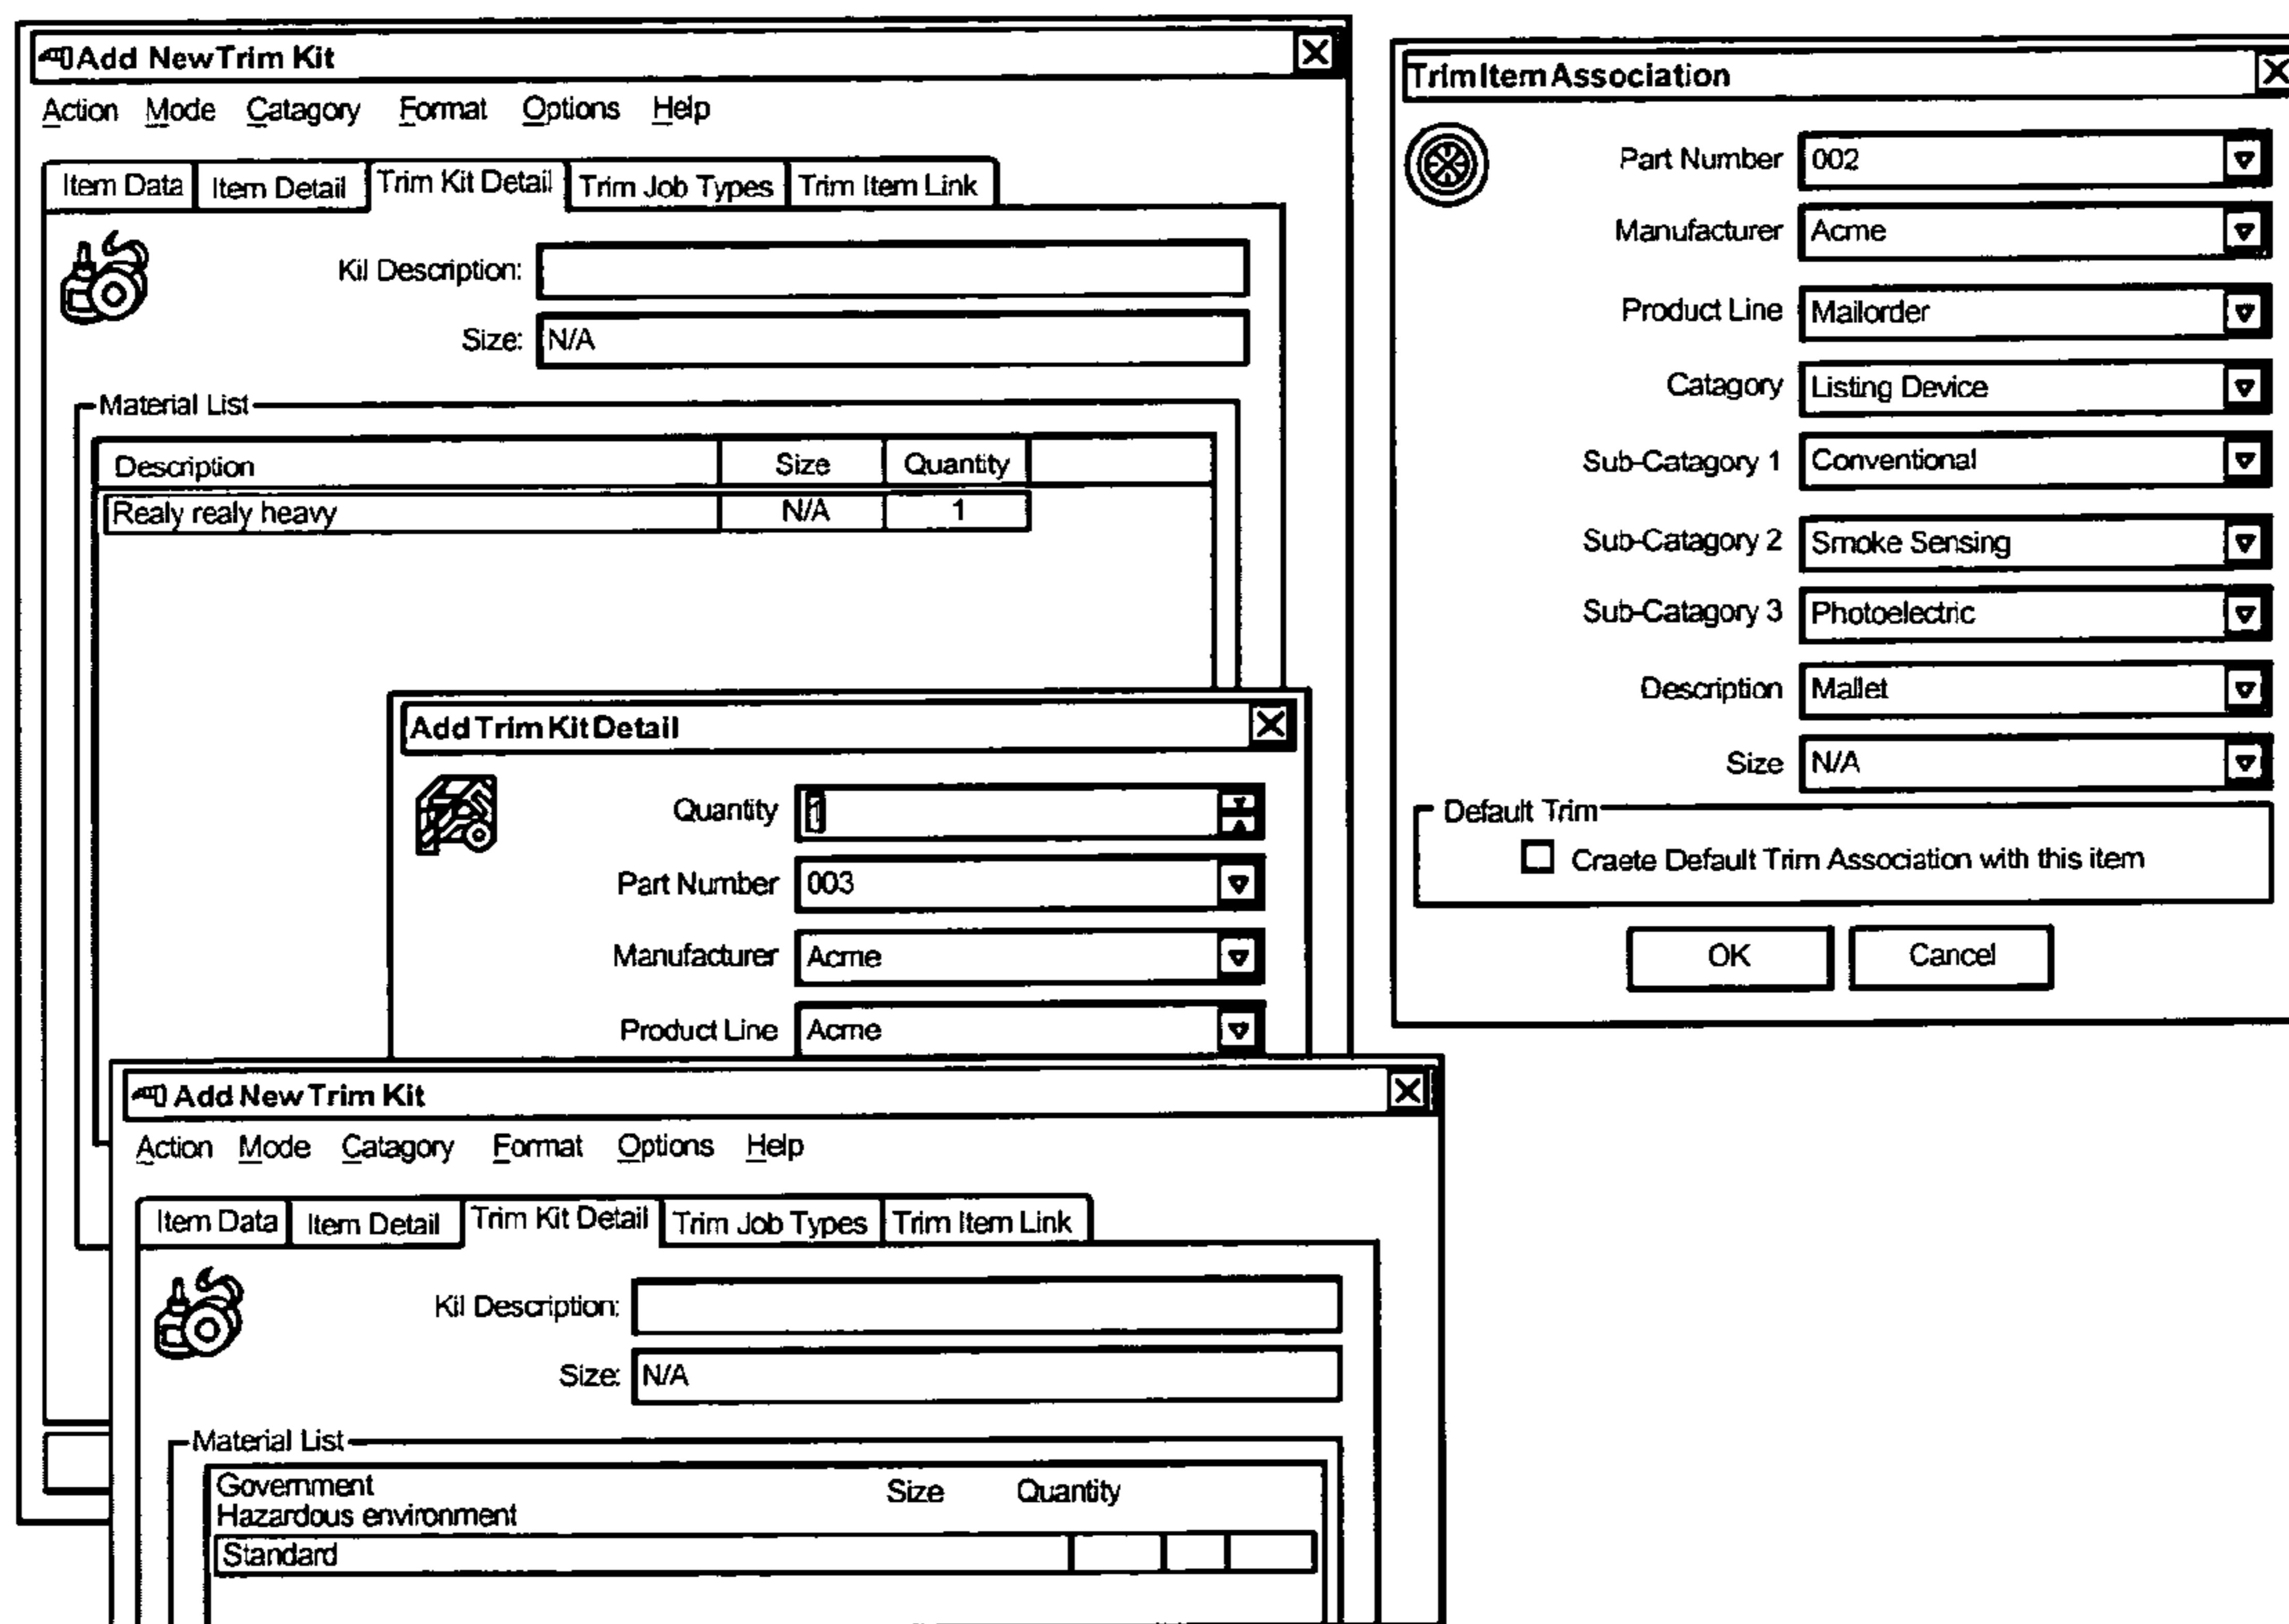 Add New Trim Kit
Action Mode Catagory Format Options Help
Item Data Item Detail Trim Kit Detail Trim Job Types Trim Item Link
Kil Description:
Size: N/A
Material List
Description Size Quantity
Realy realy heavy N/A 1
Add Trim Kit Detail
Quantity 1
Part Number 003
Manufacturer Acme
Product Line Acme
Add New Trim Kit
Action Mode Catagory Format Options Help
Item Data Item Detail Trim Kit Detail Trim Job Types Trim Item Link
Kil Description:
Size: N/A
Material List
Government Size Quantity
Hazardous environment
Standard
Trim Item Association
Part Number 002
Manufacturer Acme
Product Line Mailorder
Catagory Listing Device
Sub-Catagory 1 Conventional
Sub-Catagory 2 Smoke Sensing
Sub-Catagory 3 Photoelectric
Description Mallet
Size N/A
Default Trim
Craete Default Trim Association with this item
OK Cancel